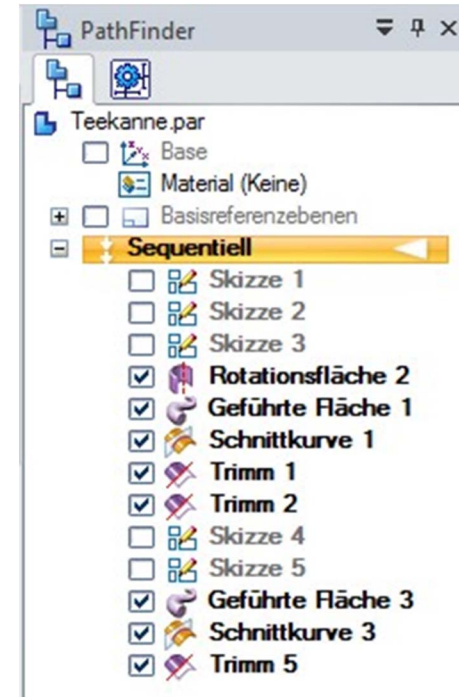 PathFinder
Teekanne.par
Base
Material (Keine)
Basisreferenzebenen
Sequentiell
Skizze 1
Skizze 2
Skizze 3
Rotationsfläche 2
Geführte Fläche 1
Schnittkurve 1
Trimm 1
Trimm 2
Skizze 4
Skizze 5
Geführte Fläche 3
Schnittkurve 3
Trimm 5